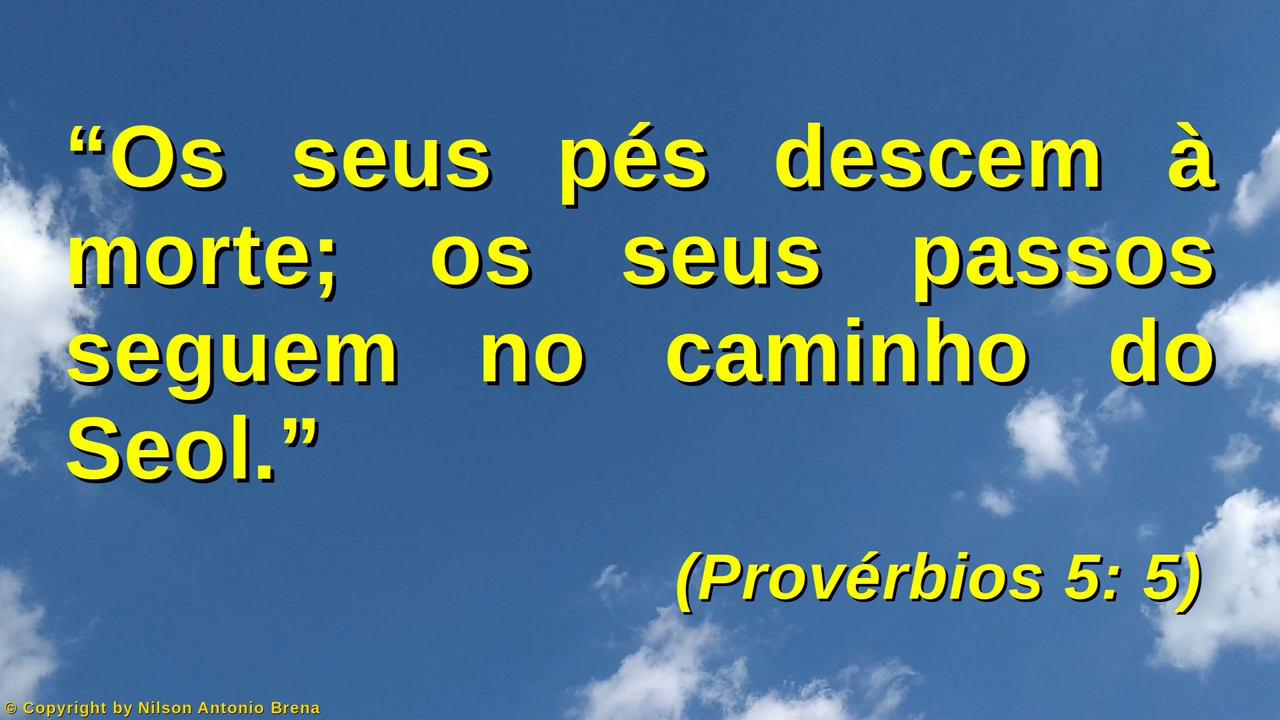 “Os seus pés descem à
morte; os seus passos
seguem no caminho do
Seol.”
(Provérbios 5: 5)
© Copyright by Nilson Antonio Brena